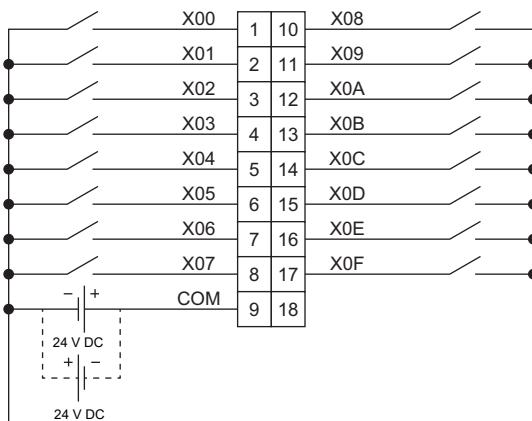 X00 1 10 X08
X01 2 11 X09
X02 3 12 X0A
X03 4 13 X0B
X04 5 14 X0C
X05 6 15 X0D
X06 7 16 X0E
X07 8 17 X0F
− + COM 9 18
24 V DC
+ −
24 V DC